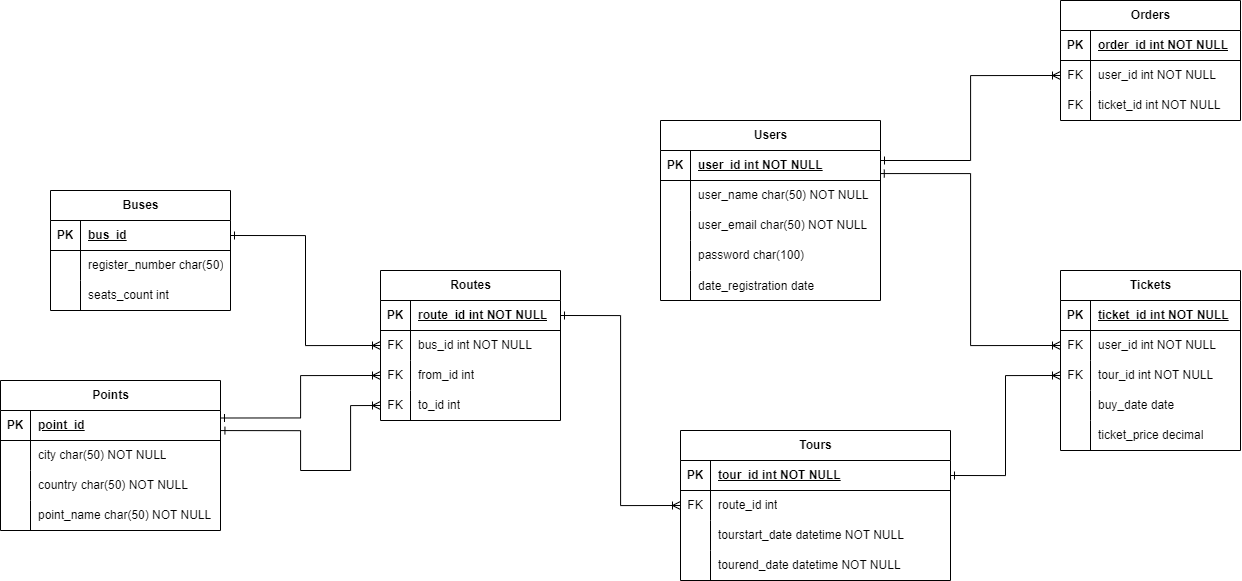 Orders
PK order_id int NOT NULL
FK user_id int NOT NULL
FK ticket_id int NOT NULL
Users
PK user_id int NOT NULL
user_name char(50) NOT NULL
user_email char(50) NOT NULL
password char(100)
date_registration date
Buses
PK bus_id
register_number char(50)
seats_count int
Routes
PK route_id int NOT NULL
FK bus_id int NOT NULL
FK from_id int
FK to_id int
Tickets
PK ticket_id int NOT NULL
FK user_id int NOT NULL
FK tour_id int NOT NULL
buy_date date
ticket_price decimal
Points
PK point_id
city char(50) NOT NULL
country char(50) NOT NULL
point_name char(50) NOT NULL
Tours
PK tour_id int NOT NULL
FK route_id int
tourstart_date datetime NOT NULL
tourend_date datetime NOT NULL